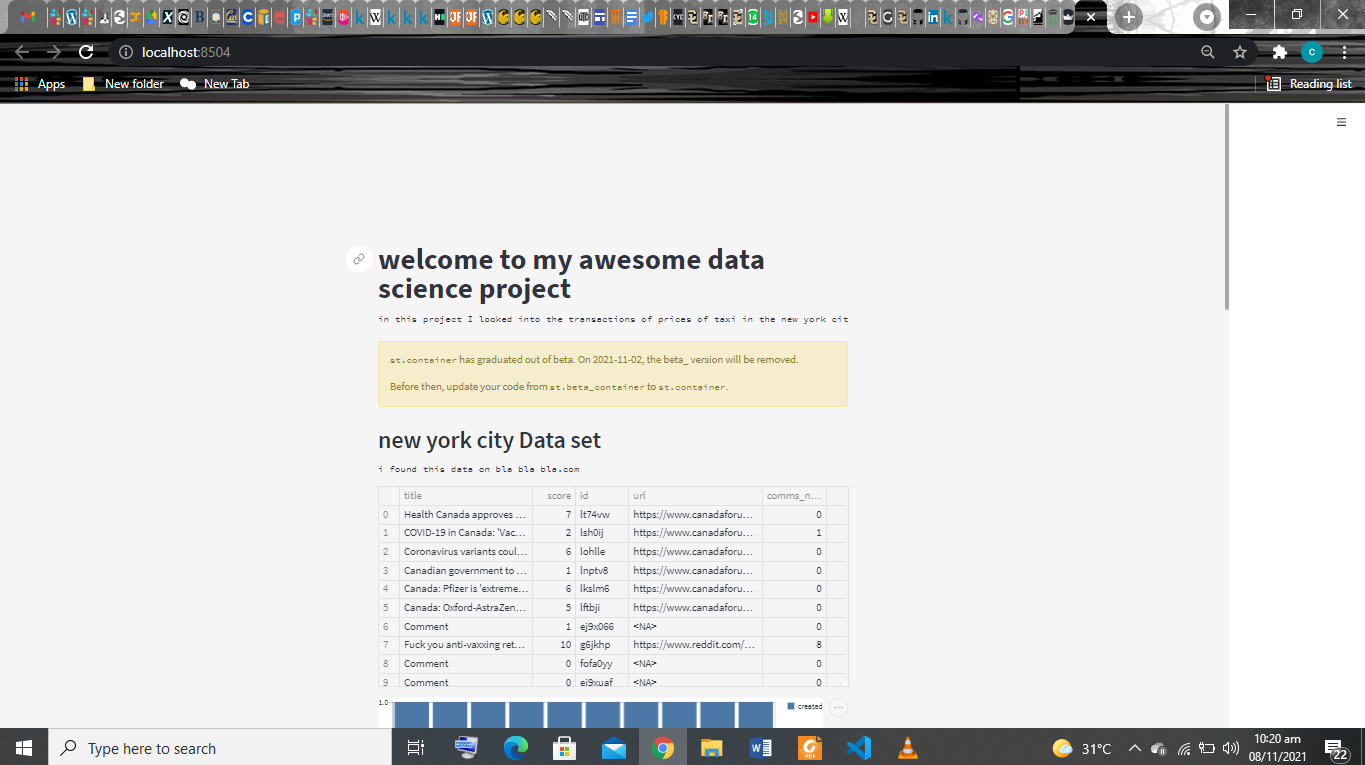 localhost:8504
Apps
New folder
New Tab
Reading list
welcome to my awesome data
science project
in this project I looked into the transactions of prices of taxi in the new york cit
st.container has graduated out of beta. On 2021-11-02, the beta_ version will be removed.
Before then, update your code from st.beta_container to st.container.
new york city Data set
i found this data on bla bla bla.com
title score id url comms_n...
0 Health Canada approves ... 7 lt74vw https://www.canadaforu... 0
1 COVID-19 in Canada: 'Vac... 2 lsh0ij https://www.canadaforu... 1
2 Coronavirus variants coul... 6 lohlle https://www.canadaforu... 0
3 Canadian government to ... 1 lnptv8 https://www.canadaforu... 0
4 Canada: Pfizer is 'extreme... 6 lkslm6 https://www.canadaforu... 0
5 Canada: Oxford-AstraZen... 5 lftbji https://www.canadaforu... 0
6 Comment 1 ej9x066 <NA> 0
7 Fuck you anti-vaxxing ret... 10 g6jkhp https://www.reddit.com/... 8
8 Comment 0 fofa0yy <NA> 0
9 Comment 0 ei9xuaf <NA> 0
1.0
created
Type here to search
31°C
10:20 am
08/11/2021
22